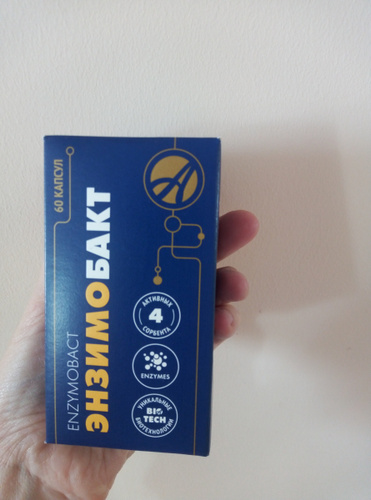 60 КАПСУЛ
ENZYMOBACT
ЭНЗИМОБАКТ
АКТИВНЫХ
4
СОРБЕНТА
ENZYMES
УНИКАЛЬНЫЕ
BIO
TECH
БИОТЕХНОЛОГИИ